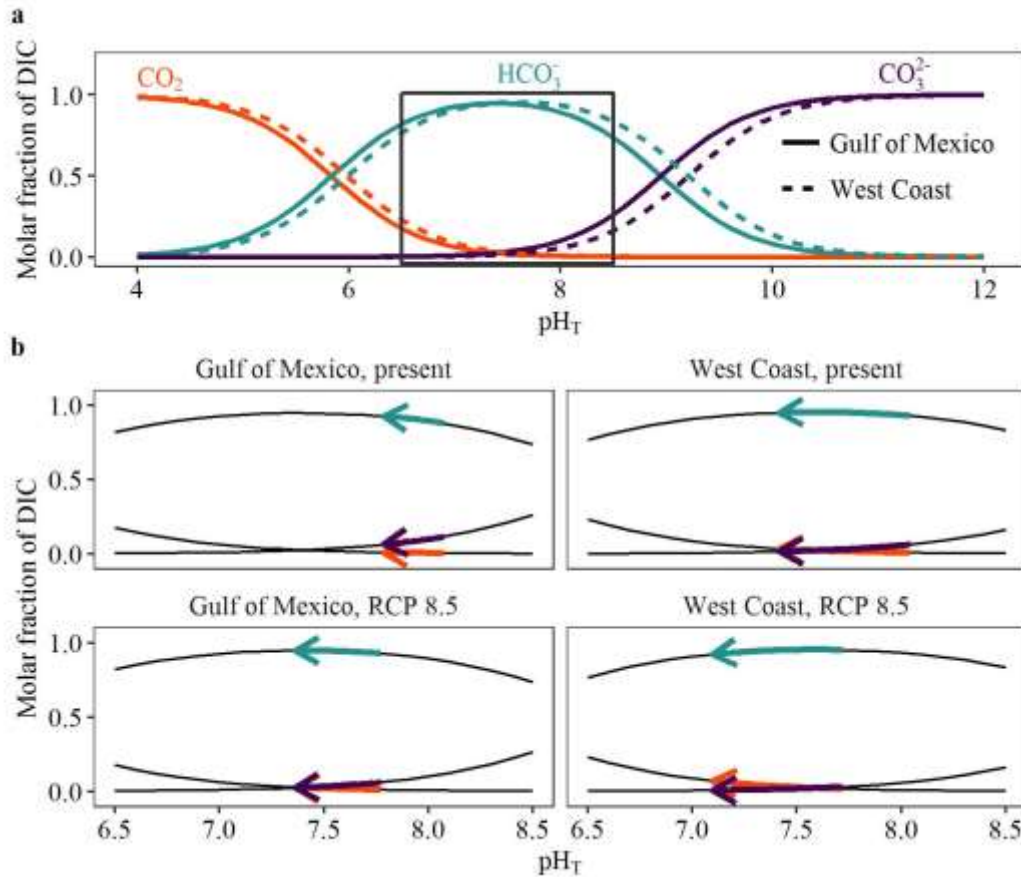 a
CO₂ HCO₃⁻ CO₃²⁻
Molar fraction of DIC
1.0
0.5
0.0
Gulf of Mexico
West Coast
4 6 8 10 12
pH_T
b
Gulf of Mexico, present West Coast, present
Molar fraction of DIC
1.0
0.5
0.0
Gulf of Mexico, RCP 8.5 West Coast, RCP 8.5
1.0
0.5
0.0
6.5 7.0 7.5 8.0 8.5 6.5 7.0 7.5 8.0 8.5
pH_T